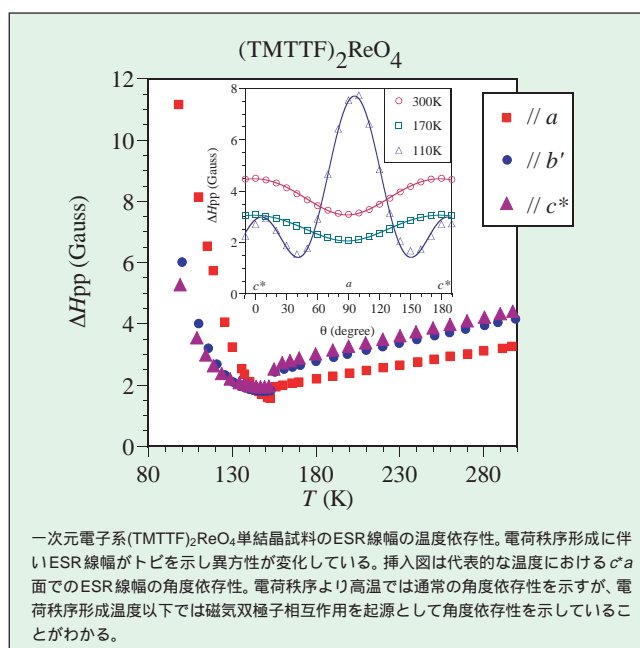 (TMTTF)₂ReO₄
12
10
8
6
4
2
0
ΔHpp (Gauss)
80
130
180
230
280
T (K)
// a
// b'
// c*
8
6
4
2
0
ΔHpp (Gauss)
300K
170K
110K
c*
a
c*
0
30
60
90
120
150
180
θ (degree)
一次元電子系(TMTTF)₂ReO₄単結晶試料のESR線幅の温度依存性。電荷秩序形成に伴
いESR線幅がトビを示し異方性が変化している。挿入図は代表的な温度におけるc*a
面でのESR線幅の角度依存性。電荷秩序より高温では通常の角度依存性を示すが、電
荷秩序形成温度以下では磁気双極子相互作用を起源として角度依存性を示しているこ
とがわかる。